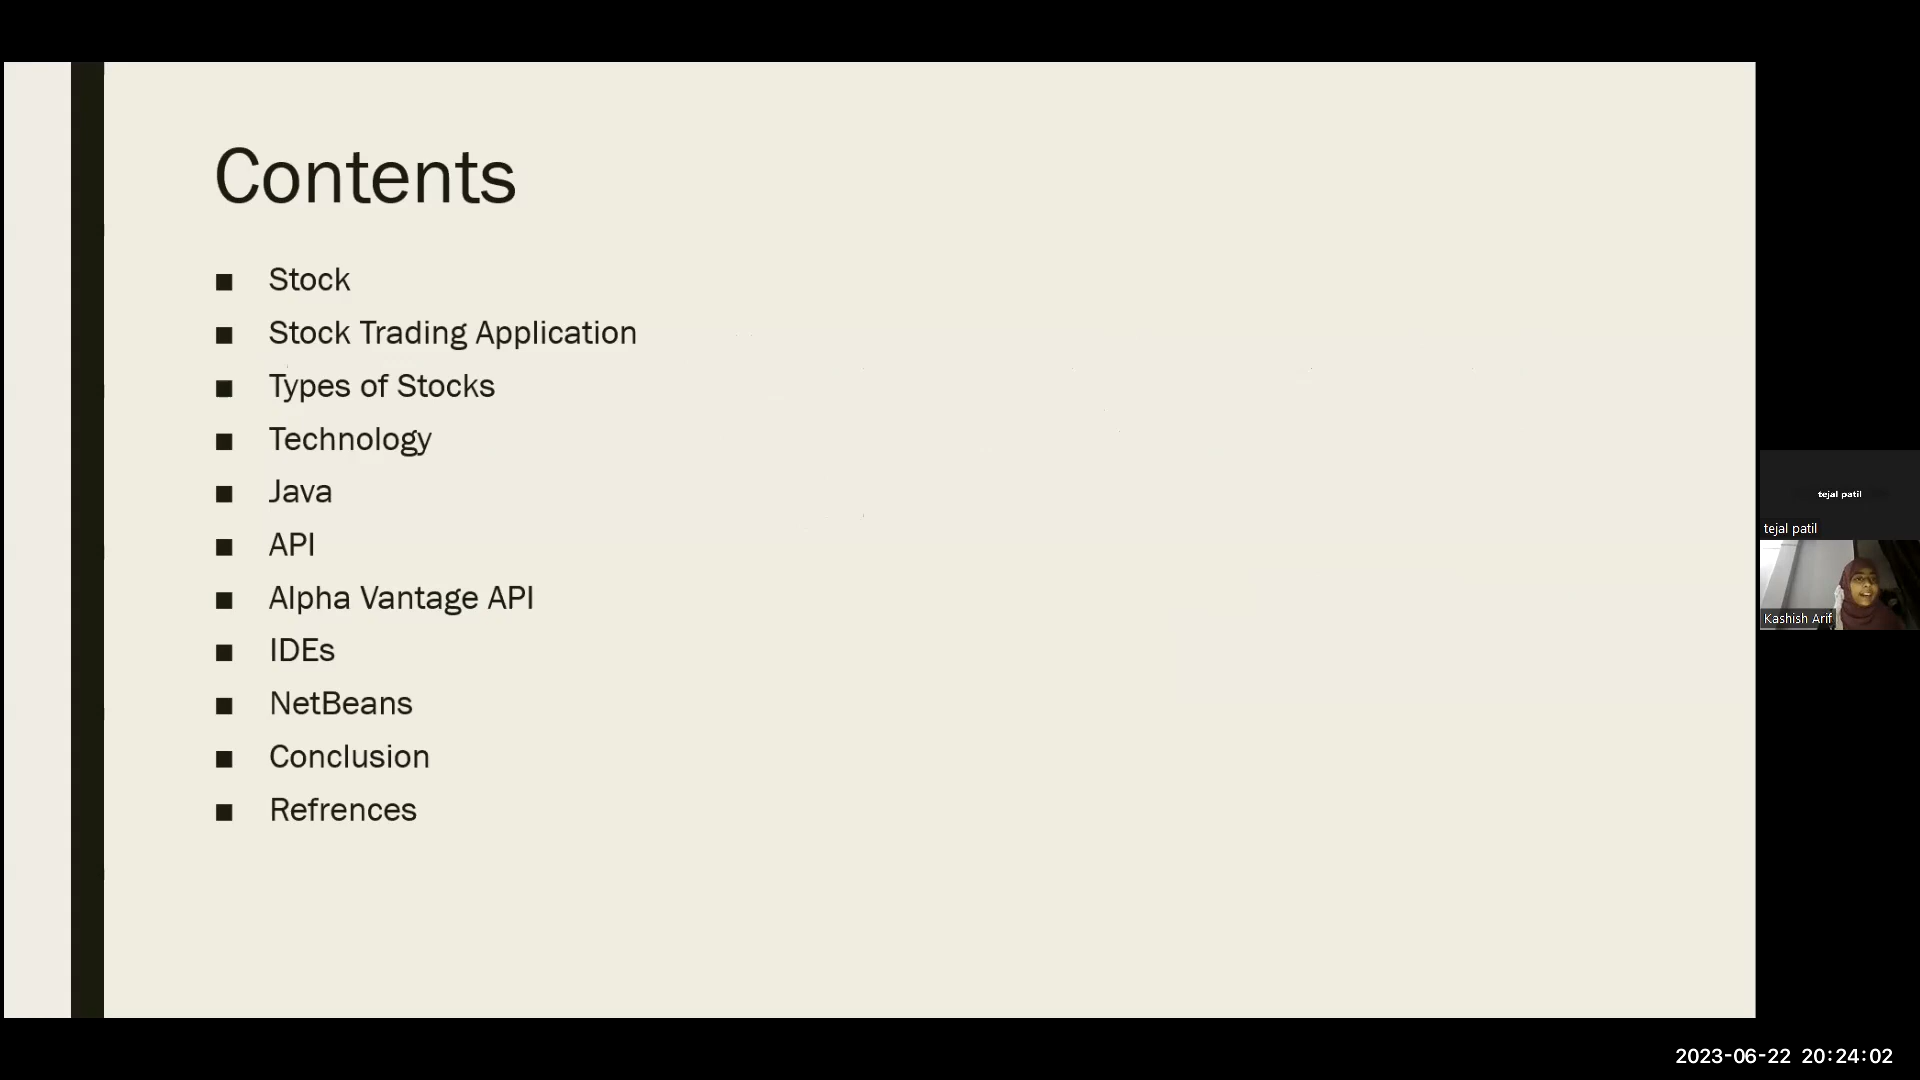 Contents
■ Stock
■ Stock Trading Application
■ Types of Stocks
■ Technology
■ Java
■ API
■ Alpha Vantage API
■ IDEs
■ NetBeans
■ Conclusion
■ Refrences
tejal patil
tejal patil
Kashish Arif
2023-06-22 20:24:02